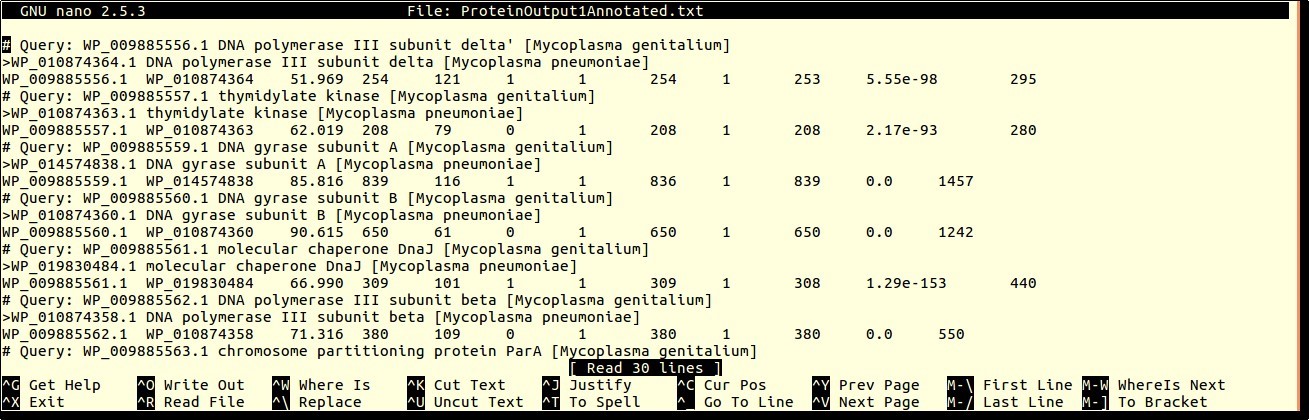 GNU nano 2.5.3 File: ProteinOutput1Annotated.txt
# Query: WP_009885556.1 DNA polymerase III subunit delta' [Mycoplasma genitalium]
>WP_010874364.1 DNA polymerase III subunit delta [Mycoplasma pneumoniae]
WP_009885556.1 WP_010874364 51.969 254 121 1 1 254 1 253 5.55e-98 295
# Query: WP_009885557.1 thymidylate kinase [Mycoplasma genitalium]
>WP_010874363.1 thymidylate kinase [Mycoplasma pneumoniae]
WP_009885557.1 WP_010874363 62.019 208 79 0 1 208 1 208 2.17e-93 280
# Query: WP_009885559.1 DNA gyrase subunit A [Mycoplasma genitalium]
>WP_014574838.1 DNA gyrase subunit A [Mycoplasma pneumoniae]
WP_009885559.1 WP_014574838 85.816 839 116 1 1 836 1 839 0.0 1457
# Query: WP_009885560.1 DNA gyrase subunit B [Mycoplasma genitalium]
>WP_010874360.1 DNA gyrase subunit B [Mycoplasma pneumoniae]
WP_009885560.1 WP_010874360 90.615 650 61 0 1 650 1 650 0.0 1242
# Query: WP_009885561.1 molecular chaperone DnaJ [Mycoplasma genitalium]
>WP_019830484.1 molecular chaperone DnaJ [Mycoplasma pneumoniae]
WP_009885561.1 WP_019830484 66.990 309 101 1 1 309 1 308 1.29e-153 440
# Query: WP_009885562.1 DNA polymerase III subunit beta [Mycoplasma genitalium]
>WP_010874358.1 DNA polymerase III subunit beta [Mycoplasma pneumoniae]
WP_009885562.1 WP_010874358 71.316 380 109 0 1 380 1 380 0.0 550
# Query: WP_009885563.1 chromosome partitioning protein ParA [Mycoplasma genitalium]
[ Read 30 lines ]
^G Get Help ^O Write Out ^W Where Is ^K Cut Text ^J Justify ^C Cur Pos ^Y Prev Page M-\ First Line M-W WhereIs Next
^X Exit ^R Read File ^\ Replace ^U Uncut Text ^T To Spell ^_ Go To Line ^V Next Page M-/ Last Line M-] To Bracket